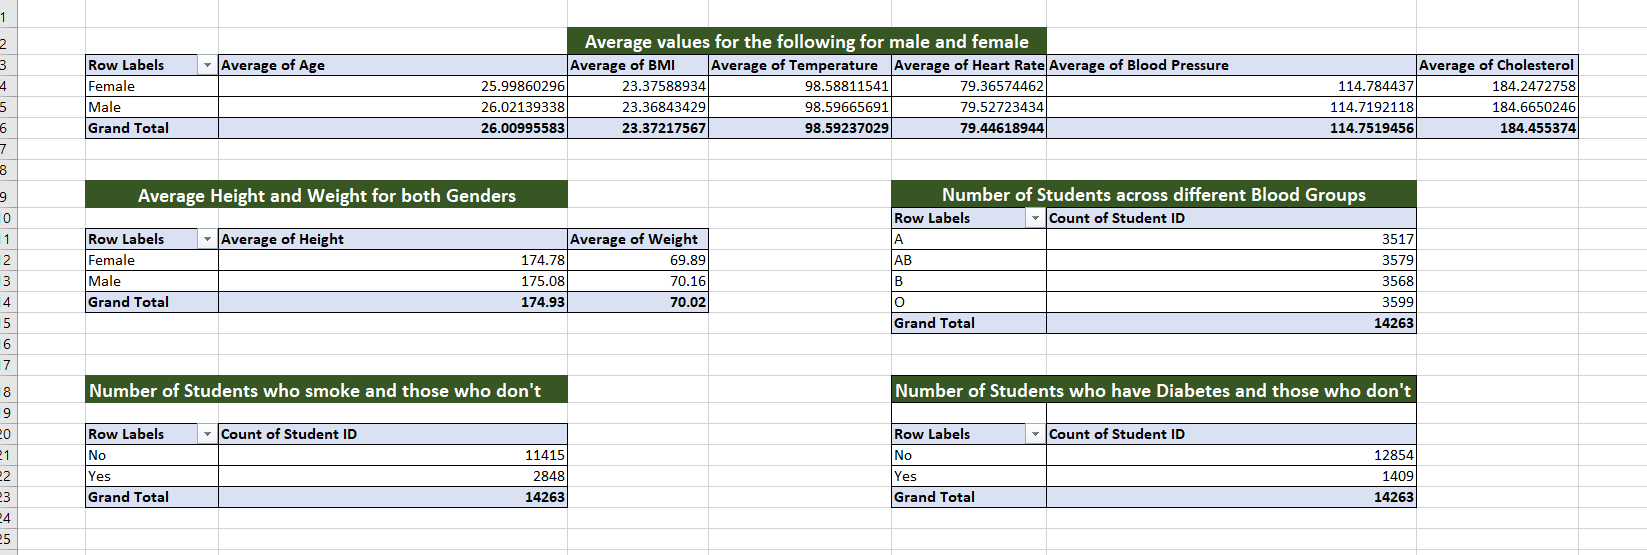 1
2 Average values for the following for male and female
3 Row Labels Average of Age Average of BMI Average of Temperature Average of Heart Rate Average of Blood Pressure Average of Cholesterol
4 Female 25.99860296 23.37588934 98.58811541 79.36574462 114.784437 184.2472758
5 Male 26.02139338 23.36843429 98.59665691 79.52723434 114.7192118 184.6650246
6 Grand Total 26.00995583 23.37217567 98.59237029 79.44618944 114.7519456 184.455374
7
8
9 Average Height and Weight for both Genders Number of Students across different Blood Groups
0 Row Labels Count of Student ID
1 Row Labels Average of Height Average of Weight A 3517
2 Female 174.78 69.89 AB 3579
3 Male 175.08 70.16 B 3568
4 Grand Total 174.93 70.02 O 3599
5 Grand Total 14263
6
7
8 Number of Students who smoke and those who don't Number of Students who have Diabetes and those who don't
9
20 Row Labels Count of Student ID Row Labels Count of Student ID
21 No 11415 No 12854
22 Yes 2848 Yes 1409
23 Grand Total 14263 Grand Total 14263
24
25